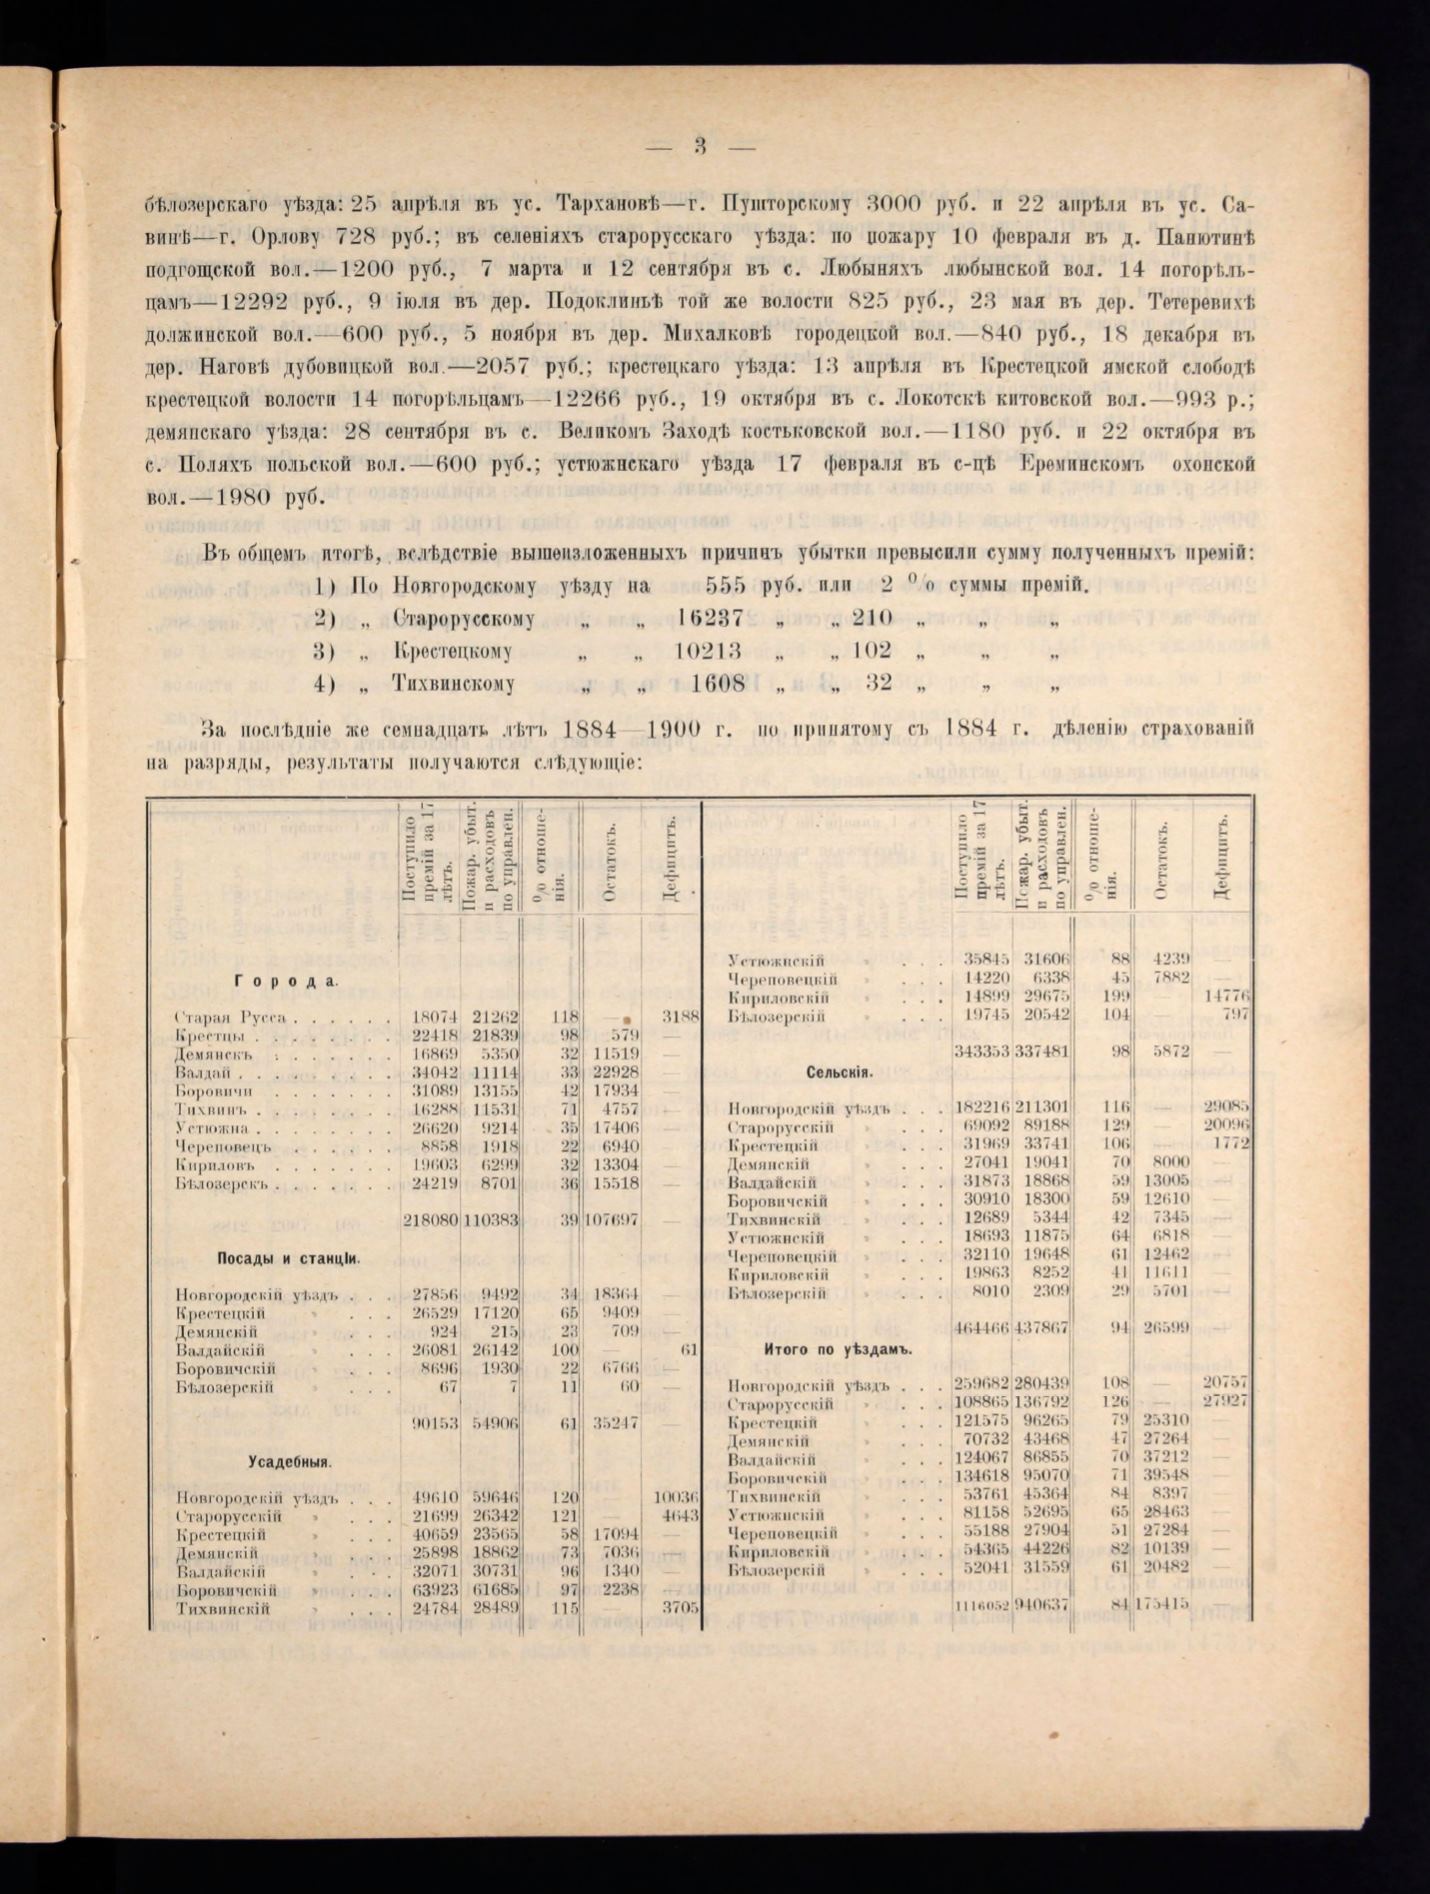 — 3 —
бѣлозерскаго уѣзда: 25 апрѣля въ ус. Тархановѣ—г. Пушторскому 3000 руб. и 22 апрѣля въ ус. Са-
винѣ—г. Орлову 728 руб.; въ селеніяхъ старорусскаго уѣзда: по пожару 10 февраля въ д. Панютинѣ
подгощской вол.—1200 руб., 7 марта и 12 сентября въ с. Любыняхъ любынской вол. 14 погорѣль-
цамъ—12292 руб., 9 іюля въ дер. Подоклиньѣ той же волости 825 руб., 23 мая въ дер. Тетеревихѣ
должинской вол.—600 руб., 5 ноября въ дер. Михалковѣ городецкой вол.—840 руб., 18 декабря въ
дер. Наговѣ дубовицкой вол.—2057 руб.; крестецкаго уѣзда: 13 апрѣля въ Крестецкой ямской слободѣ
крестецкой волости 14 погорѣльцамъ—12266 руб., 19 октября въ с. Локотскѣ китовской вол.—993 р.;
демянскаго уѣзда: 28 сентября въ с. Великомъ Заходѣ костьковской вол.—1180 руб. и 22 октября въ
с. Поляхъ польской вол.—600 руб.; устюжнскаго уѣзда 17 февраля въ с-цѣ Ереминскомъ охонской
вол.—1980 руб.
Въ общемъ итогѣ, вслѣдствіе вышеизложенныхъ причинъ убытки превысили сумму полученныхъ премій:
1) По Новгородскому уѣзду на 555 руб. или 2 % суммы премій.
2) „ Старорусскому „ „ 16237 „ „ 210 „ „ „
3) „ Крестецкому „ „ 10213 „ „ 102 „ „ „
4) „ Тихвинскому „ „ 1608 „ „ 32 „ „ „
За послѣдніе же семнадцать лѣтъ 1884—1900 г. по принятому съ 1884 г. дѣленію страхованій
на разряды, результаты получаются слѣдующіе:
Поступило премій за 17 лѣтъ. Пожар. убыт. и расходовъ по управлен. % отноше-нія. Остатокъ. Дефицитъ.
Города.
Старая Русса . . . . . . 18074 21262 118 — 3188
Крестцы . . . . . . . . 22418 21839 98 579 —
Демянскъ . . . . . . . 16869 5350 32 11519 —
Валдай . . . . . . . . . 34042 11114 33 22928 —
Боровичи . . . . . . . 31089 13155 42 17934 —
Тихвинъ . . . . . . . . 16288 11531 71 4757 —
Устюжна . . . . . . . . 26620 9214 35 17406 —
Череповецъ . . . . . . 8858 1918 22 6940 —
Кириловъ . . . . . . . 19603 6299 32 13304 —
Бѣлозерскъ . . . . . . . 24219 8701 36 15518 —
218080 110383 39 107697 —
Посады и станціи.
Новгородскій уѣздъ . . . 27856 9492 34 18364 —
Крестецкій „ . . . 26529 17120 65 9409 —
Демянскій „ . . . 924 215 23 709 —
Валдайскій „ . . . 26081 26142 100 — 61
Боровичскій „ . . . 8696 1930 22 6766 —
Бѣлозерскій „ . . . 67 7 11 60 —
90153 54906 61 35247 —
Усадебныя.
Новгородскій уѣздъ . . . 49610 59646 120 — 10036
Старорусскій „ . . . 21699 26342 121 — 4643
Крестецкій „ . . . 40659 23565 58 17094 —
Демянскій „ . . . 25898 18862 73 7036 —
Валдайскій „ . . . 32071 30731 96 1340 —
Боровичскій „ . . . 63923 61685 97 2238 —
Тихвинскій „ . . . 24784 28489 115 — 3705
Поступило премій за 17 лѣтъ. Пожар. убыт. и расходовъ по управлен. % отноше-нія. Остатокъ. Дефицитъ.
Устюжнскій „ . . . 35845 31606 88 4239 —
Череповецкій „ . . . 14220 6338 45 7882 —
Кириловскій „ . . . 14899 29675 199 — 14776
Бѣлозерскій „ . . . 19745 20542 104 — 797
343353 337481 98 5872 —
Сельскія.
Новгородскій уѣздъ . . . 182216 211301 116 — 29085
Старорусскій „ . . . 69092 89188 129 — 20096
Крестецкій „ . . . 31969 33741 106 — 1772
Демянскій „ . . . 27041 19041 70 8000 —
Валдайскій „ . . . 31873 18868 59 13005 —
Боровичскій „ . . . 30910 18300 59 12610 —
Тихвинскій „ . . . 12689 5344 42 7345 —
Устюжнскій „ . . . 18693 11875 64 6818 —
Череповецкій „ . . . 32110 19648 61 12462 —
Кириловскій „ . . . 19863 8252 41 11611 —
Бѣлозерскій „ . . . 8010 2309 29 5701 —
464466 437867 94 26599 —
Итого по уѣздамъ.
Новгородскій уѣздъ . . . 259682 280439 108 — 20757
Старорусскій „ . . . 108865 136792 126 — 27927
Крестецкій „ . . . 121575 96265 79 25310 —
Демянскій „ . . . 70732 43468 47 27264 —
Валдайскій „ . . . 124067 86855 70 37212 —
Боровичскій „ . . . 134618 95070 71 39548 —
Тихвинскій „ . . . 53761 45364 84 8397 —
Устюжнскій „ . . . 81158 52695 65 28463 —
Череповецкій „ . . . 55188 27904 51 27284 —
Кириловскій „ . . . 54365 44226 82 10139 —
Бѣлозерскій „ . . . 52041 31559 61 20482 —
1116052 940637 84 175415 —